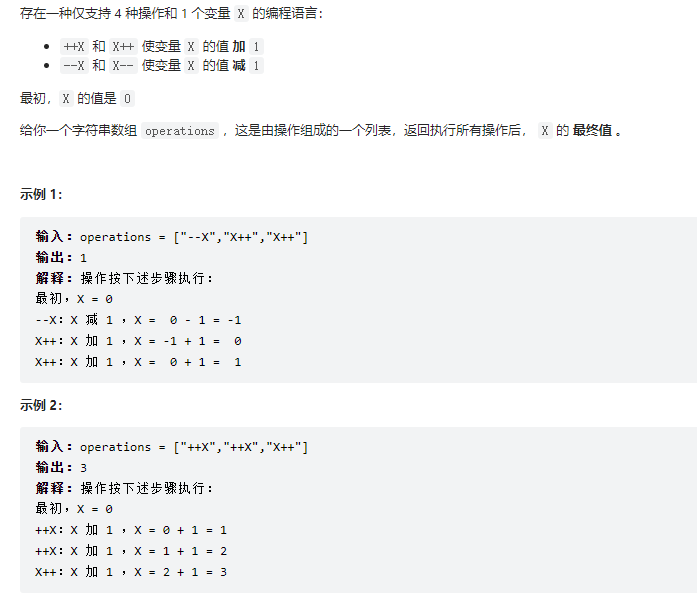 存在一种仅支持 4 种操作和 1 个变量 X 的编程语言：
++X 和 X++ 使变量 X 的值 加 1
--X 和 X-- 使变量 X 的值 减 1
最初，X 的值是 0
给你一个字符串数组 operations ，这是由操作组成的一个列表，返回执行所有操作后， X 的 最终值 。
示例 1：
输入：operations = ["--X","X++","X++"]
输出：1
解释：操作按下述步骤执行：
最初，X = 0
--X：X 减 1 ，X =  0 - 1 = -1
X++：X 加 1 ，X = -1 + 1 =  0
X++：X 加 1 ，X =  0 + 1 =  1
示例 2：
输入：operations = ["++X","++X","X++"]
输出：3
解释：操作按下述步骤执行：
最初，X = 0
++X：X 加 1 ，X = 0 + 1 = 1
++X：X 加 1 ，X = 1 + 1 = 2
X++：X 加 1 ，X = 2 + 1 = 3